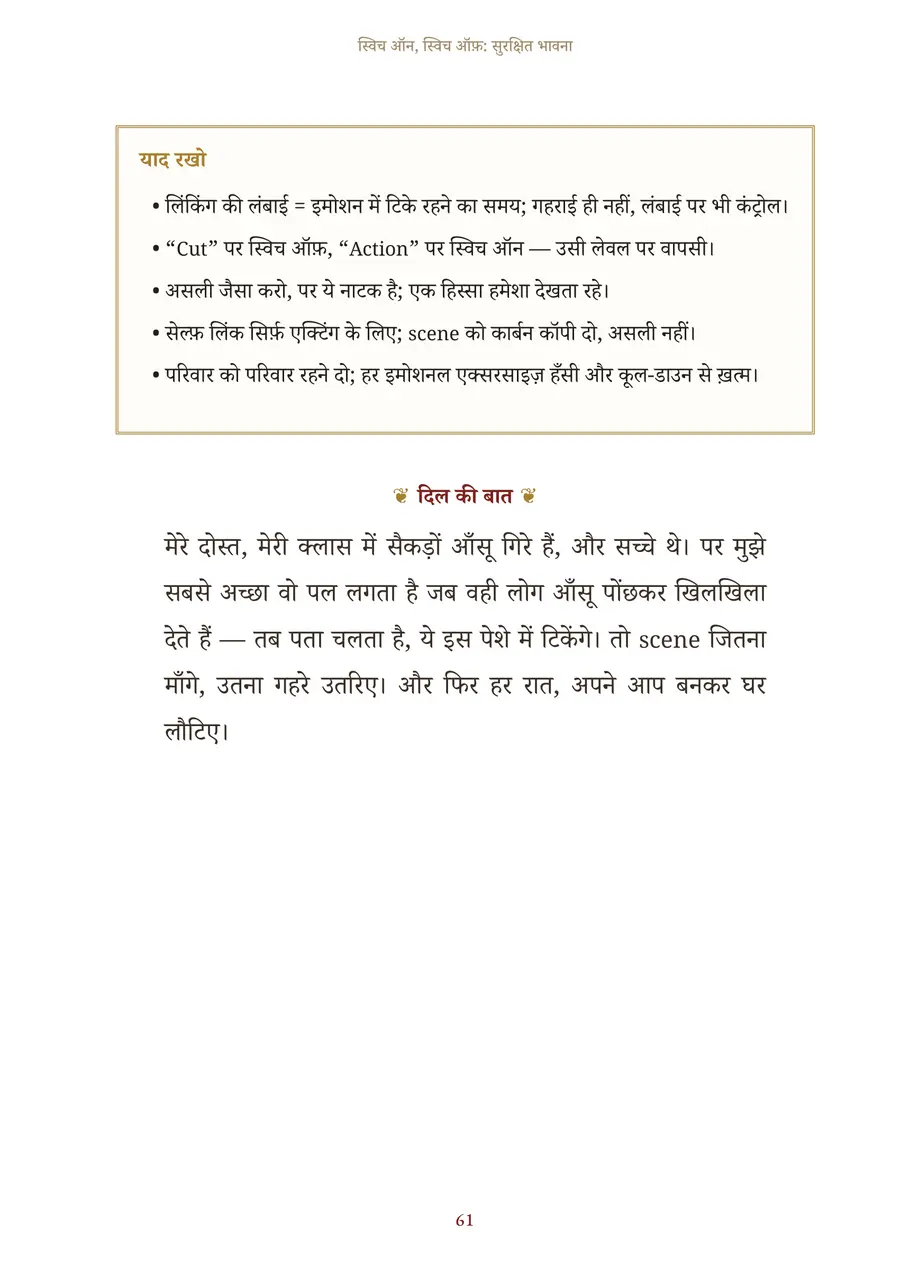 स्विच ऑन, स्विच ऑफ़: सुरक्षित भावना
याद रखो
• लिंकिंग की लंबाई = इमोशन में टिके रहने का समय; गहराई ही नहीं, लंबाई पर भी कंट्रोल।
• “Cut” पर स्विच ऑफ़, “Action” पर स्विच ऑन — उसी लेवल पर वापसी।
• असली जैसा करो, पर ये नाटक है; एक हिस्सा हमेशा देखता रहे।
• सेल्फ़ लिंक सिर्फ़ एक्टिंग के लिए; scene को कार्बन कॉपी दो, असली नहीं।
• परिवार को परिवार रहने दो; हर इमोशनल एक्सरसाइज़ हँसी और कूल-डाउन से ख़त्म।
❦ दिल की बात ❦
मेरे दोस्त, मेरी क्लास में सैकड़ों आँसू गिरे हैं, और सच्चे थे। पर मुझे
सबसे अच्छा वो पल लगता है जब वही लोग आँसू पोंछकर खिलखिला
देते हैं — तब पता चलता है, ये इस पेशे में टिकेंगे। तो scene जितना
माँगे, उतना गहरे उतरिए। और फिर हर रात, अपने आप बनकर घर
लौटिए।
61